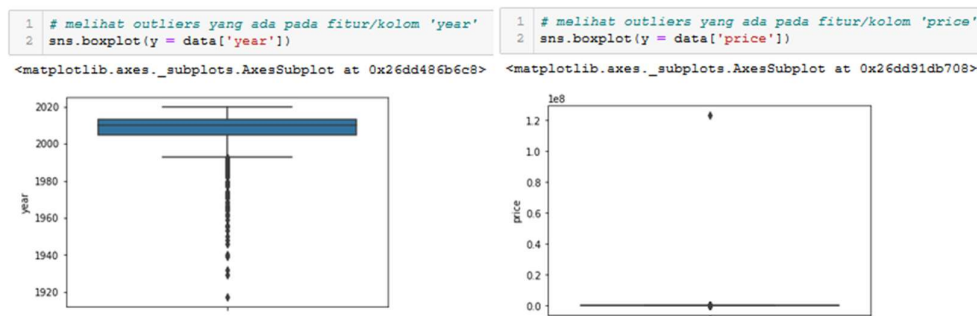 1 # melihat outliers yang ada pada fitur/kolom 'year'
2 sns.boxplot(y = data['year'])
<matplotlib.axes._subplots.AxesSubplot at 0x26dd486b6c8>
2020
2000
1980
1960
1940
1920
year
1 # melihat outliers yang ada pada fitur/kolom 'price'
2 sns.boxplot(y = data['price'])
<matplotlib.axes._subplots.AxesSubplot at 0x26dd91db708>
1e8
1.2
1.0
0.8
0.6
0.4
0.2
0.0
price